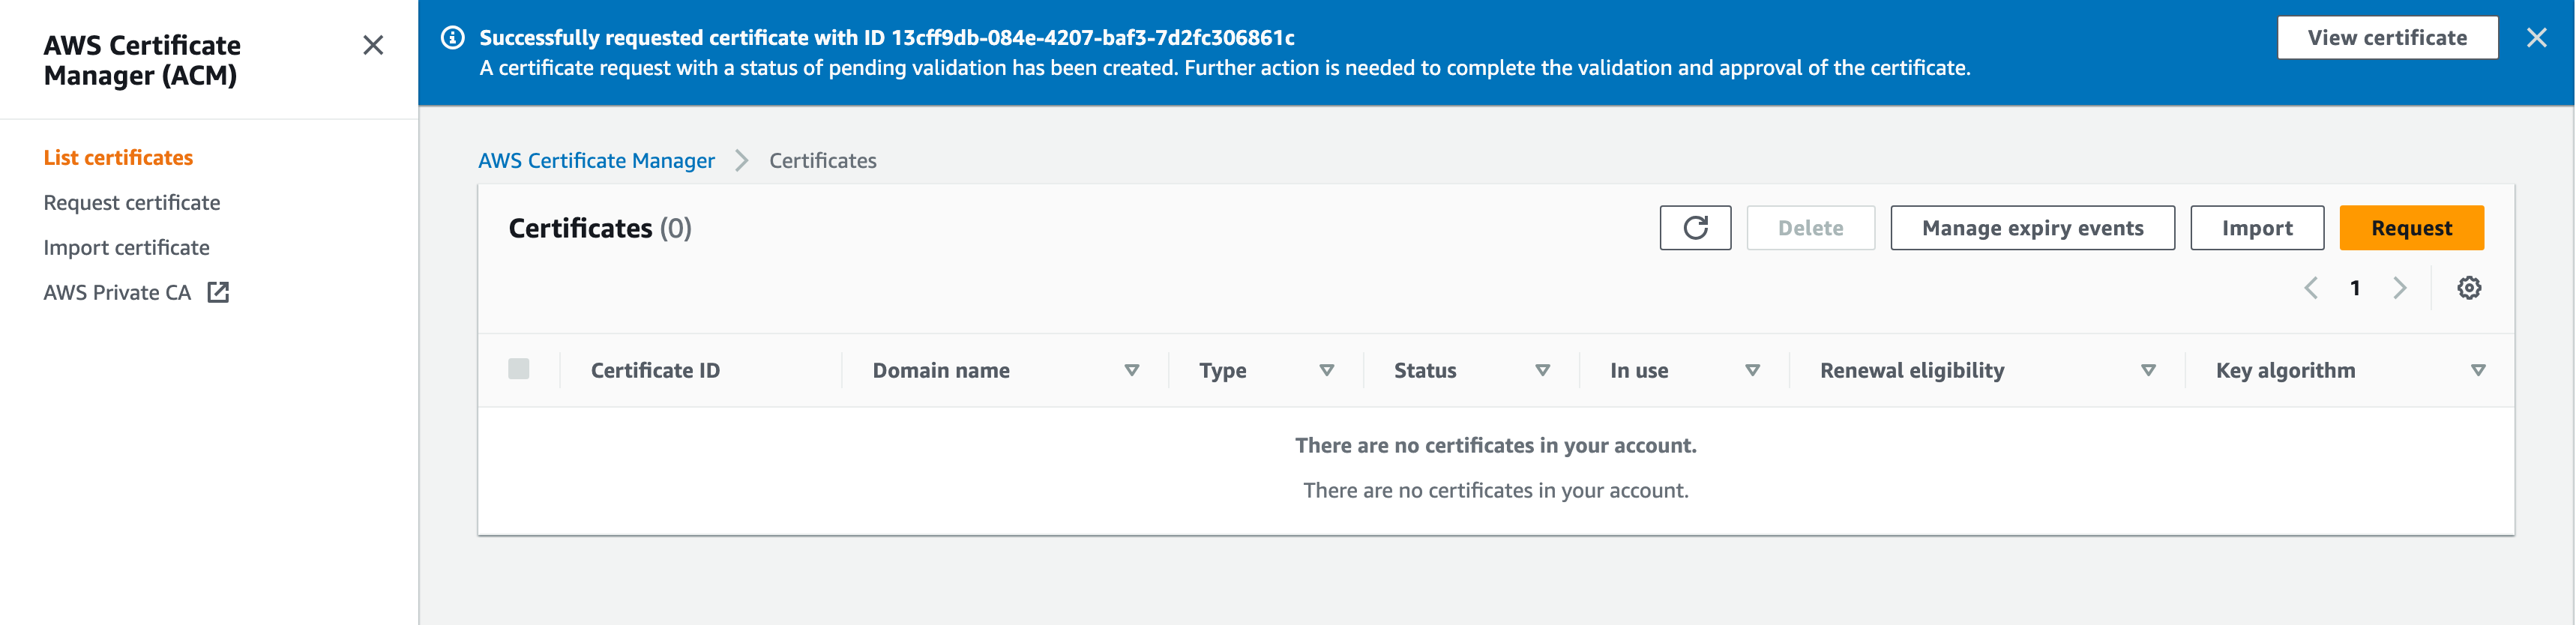 AWS Certificate
Manager (ACM)
List certificates
Request certificate
Import certificate
AWS Private CA
Successfully requested certificate with ID 13cff9db-084e-4207-baf3-7d2fc306861c
A certificate request with a status of pending validation has been created. Further action is needed to complete the validation and approval of the certificate.
View certificate
AWS Certificate Manager > Certificates
Certificates (0)
Delete
Manage expiry events
Import
Request
1
Certificate ID
Domain name
Type
Status
In use
Renewal eligibility
Key algorithm
There are no certificates in your account.
There are no certificates in your account.